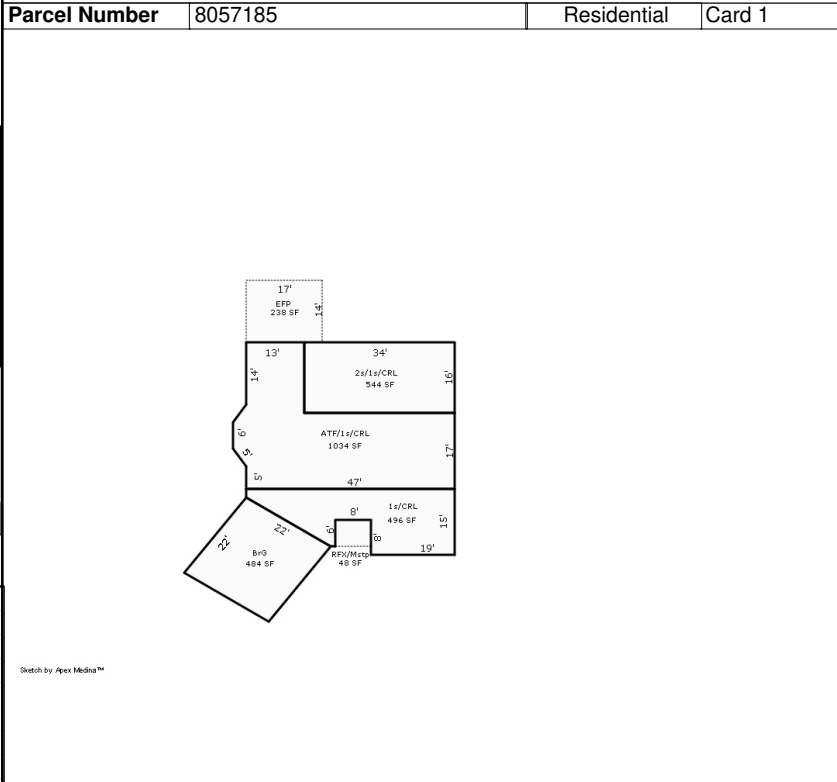 Parcel Number 8057185 Residential Card 1
17'
EFP
238 SF
14'
13'
34'
14'
2s/1s/CRL
544 SF
16'
6'
ATF/1s/CRL
1034 SF
5'
17'
5'
47'
1s/CRL
496 SF
8'
15'
22'
6'
8'
22'
19'
BrG
484 SF
RFX/Mstp
48 SF
Sketch by Apex Medina™